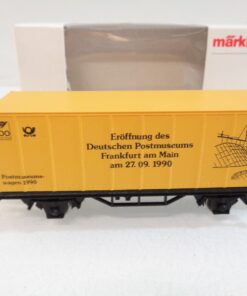 märk
Eröffnung des
Deutschen Postmuseums
Frankfurt am Main
am 27. 09. 1990
Postmuseums-
wagen 1990